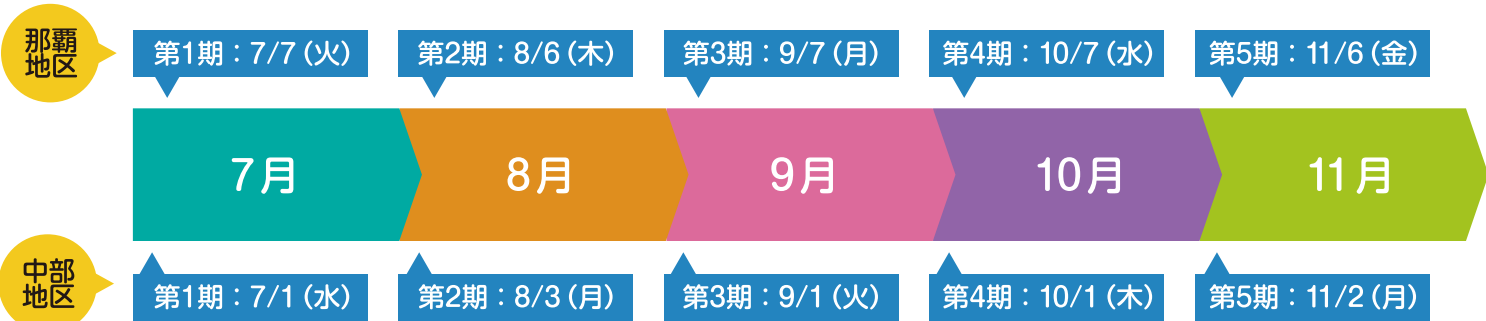 那覇
地区
第1期：7/7（火）
第2期：8/6（木）
第3期：9/7（月）
第4期：10/7（水）
第5期：11/6（金）
7月
8月
9月
10月
11月
中部
地区
第1期：7/1（水）
第2期：8/3（月）
第3期：9/1（火）
第4期：10/1（木）
第5期：11/2（月）